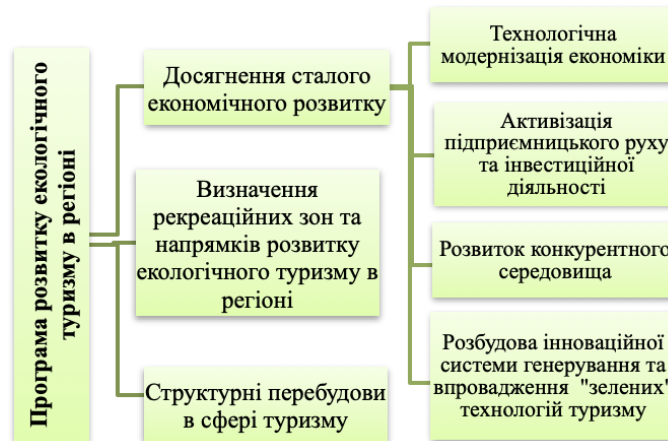 Програма розвитку екологічного
туризму в регіоні
Досягнення сталого
економічного розвитку
Визначення
рекреаційних зон та
напрямків розвитку
екологічного туризму в
регіоні
Структурні перебудови
в сфері туризму
Технологічна
модернізація економіки
Активізація
підприємницького руху
та інвестиційної
діяльності
Розвиток конкурентного
середовища
Розбудова інноваційної
системи генерування та
впровадження "зелених"
технологій туризму